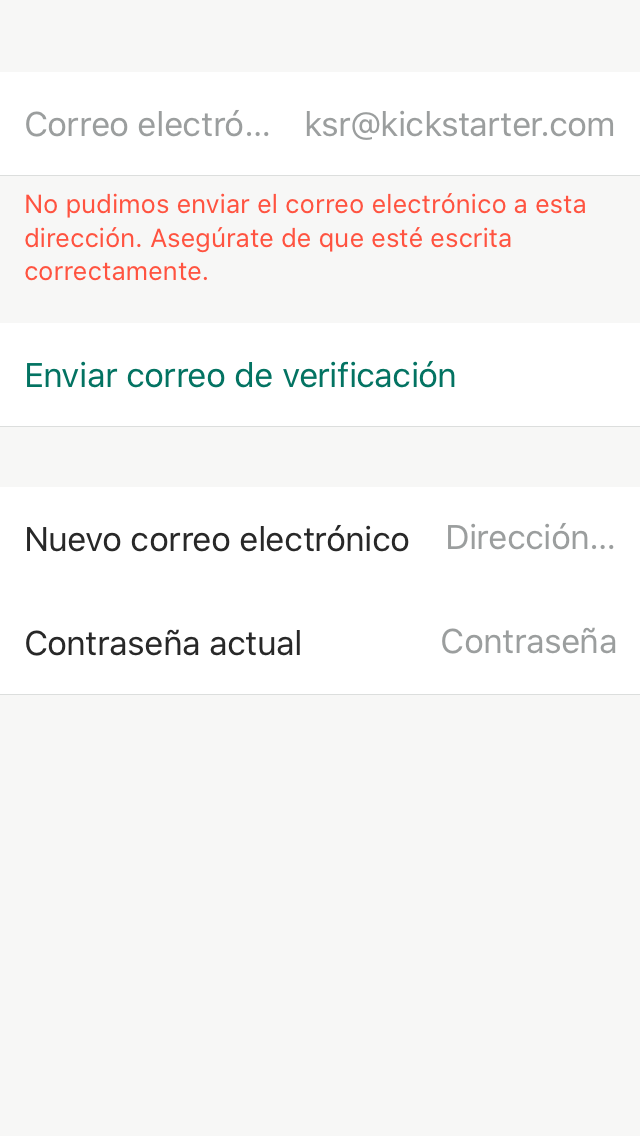 Correo electró... ksr@kickstarter.com
No pudimos enviar el correo electrónico a esta
dirección. Asegúrate de que esté escrita
correctamente.
Enviar correo de verificación
Nuevo correo electrónico Dirección...
Contraseña actual Contraseña